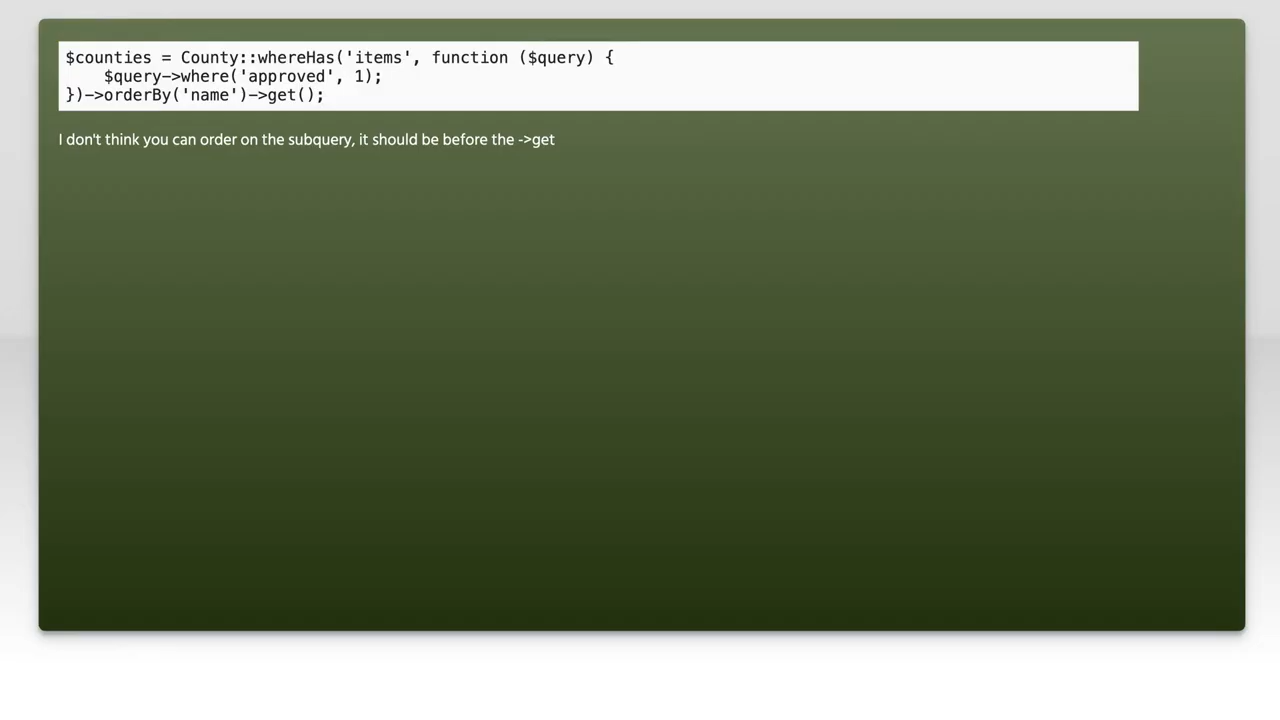 $counties = County::whereHas('items', function ($query) {
    $query->where('approved', 1);
})->orderBy('name')->get();
I don't think you can order on the subquery, it should be before the ->get